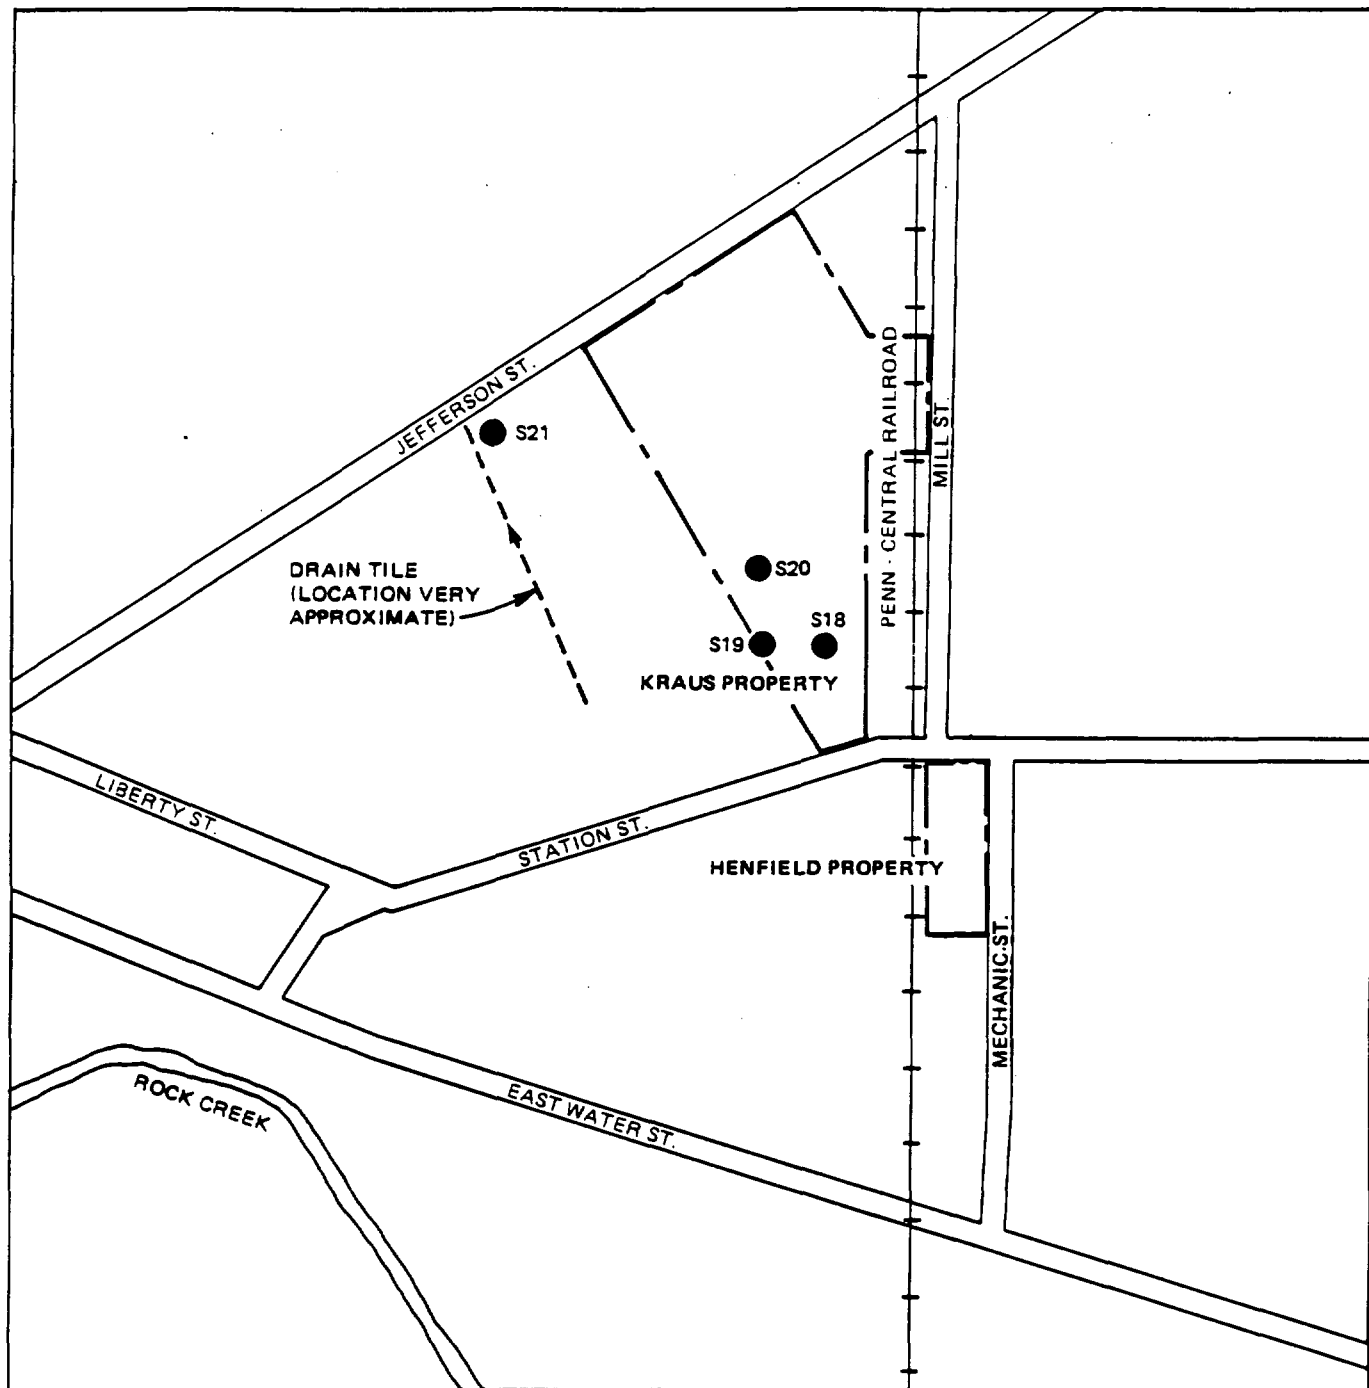 JEFFERSON ST.
S21
PENN - CENTRAL RAILROAD
MILL ST.
DRAIN TILE
(LOCATION VERY
APPROXIMATE)
S20
S18
S19
KRAUS PROPERTY
LIBERTY ST.
STATION ST.
HENFIELD PROPERTY
MECHANIC ST.
ROCK CREEK
EAST WATER ST.